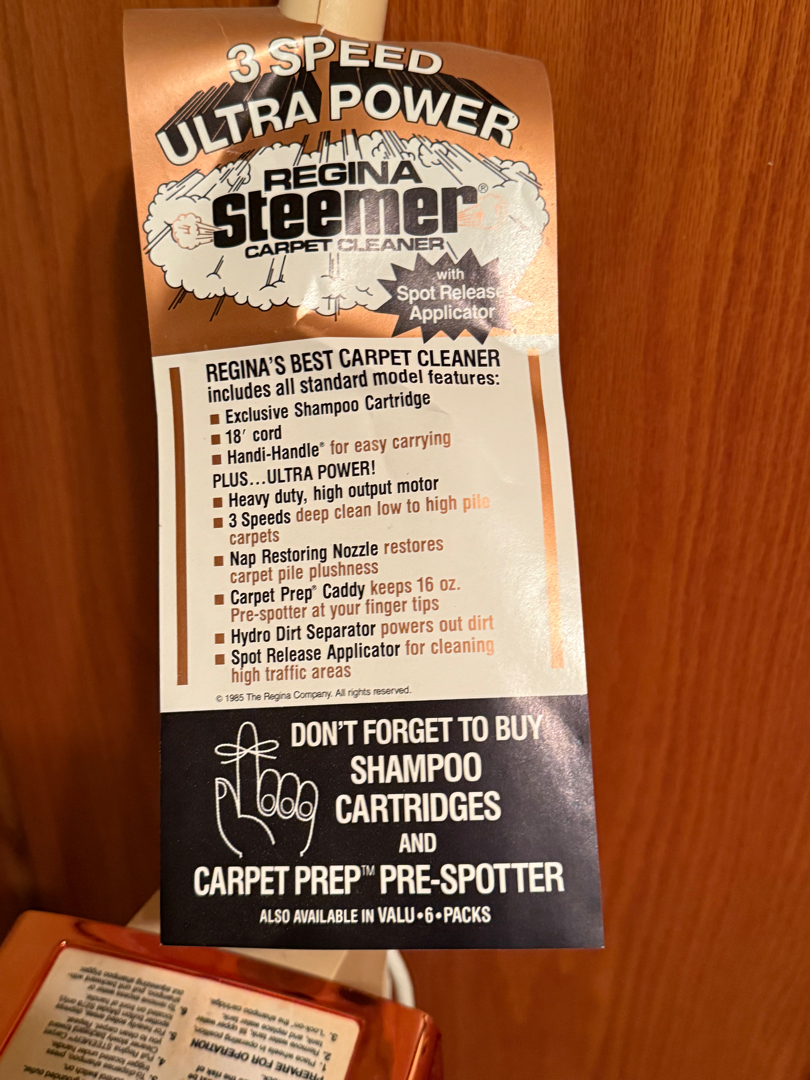 3 SPEED
ULTRA POWER
REGINA
Steemer®
CARPET CLEANER
with
Spot Release
Applicator
REGINA'S BEST CARPET CLEANER
includes all standard model features:
■ Exclusive Shampoo Cartridge
■ 18′ cord
■ Handi-Handle® for easy carrying
PLUS...ULTRA POWER!
■ Heavy duty, high output motor
■ 3 Speeds deep clean low to high pile
carpets
■ Nap Restoring Nozzle restores
carpet pile plushness
■ Carpet Prep® Caddy keeps 16 oz.
Pre-spotter at your finger tips
■ Hydro Dirt Separator powers out dirt
■ Spot Release Applicator for cleaning
high traffic areas
© 1985 The Regina Company. All rights reserved.
DON'T FORGET TO BUY
SHAMPOO
CARTRIDGES
AND
CARPET PREP™ PRE-SPOTTER
ALSO AVAILABLE IN VALU•6•PACKS
PREPARE FOR OPERATION